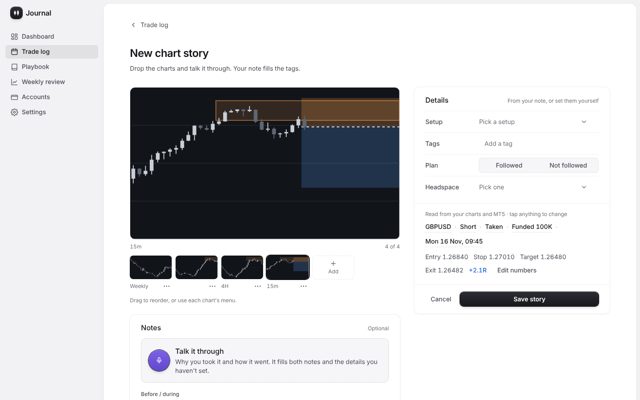 Journal
Dashboard
Trade log
Playbook
Weekly review
Accounts
Settings
Trade log
New chart story
Drop the charts and talk it through. Your note fills the tags.
15m
4 of 4
Weekly
4H
15m
+
Add
Drag to reorder, or use each chart's menu.
Notes
Optional
Talk it through
Why you took it and how it went. It fills both notes and the details you
haven't set.
Before / during
Details
From your note, or set them yourself
Setup
Pick a setup
Tags
Add a tag
Plan
Followed
Not followed
Headspace
Pick one
Read from your charts and MT5 · tap anything to change
GBPUSD · Short · Taken · Funded 100K ·
Mon 16 Nov, 09:45
Entry 1.26840 Stop 1.27010 Target 1.26480
Exit 1.26482 +2.1R Edit numbers
Cancel
Save story